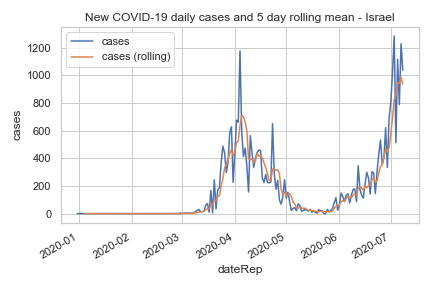 New COVID-19 daily cases and 5 day rolling mean - Israel
cases
cases (rolling)
1200
1000
800
600
400
200
0
cases
2020-01
2020-02
2020-03
2020-04
2020-05
2020-06
2020-07
dateRep